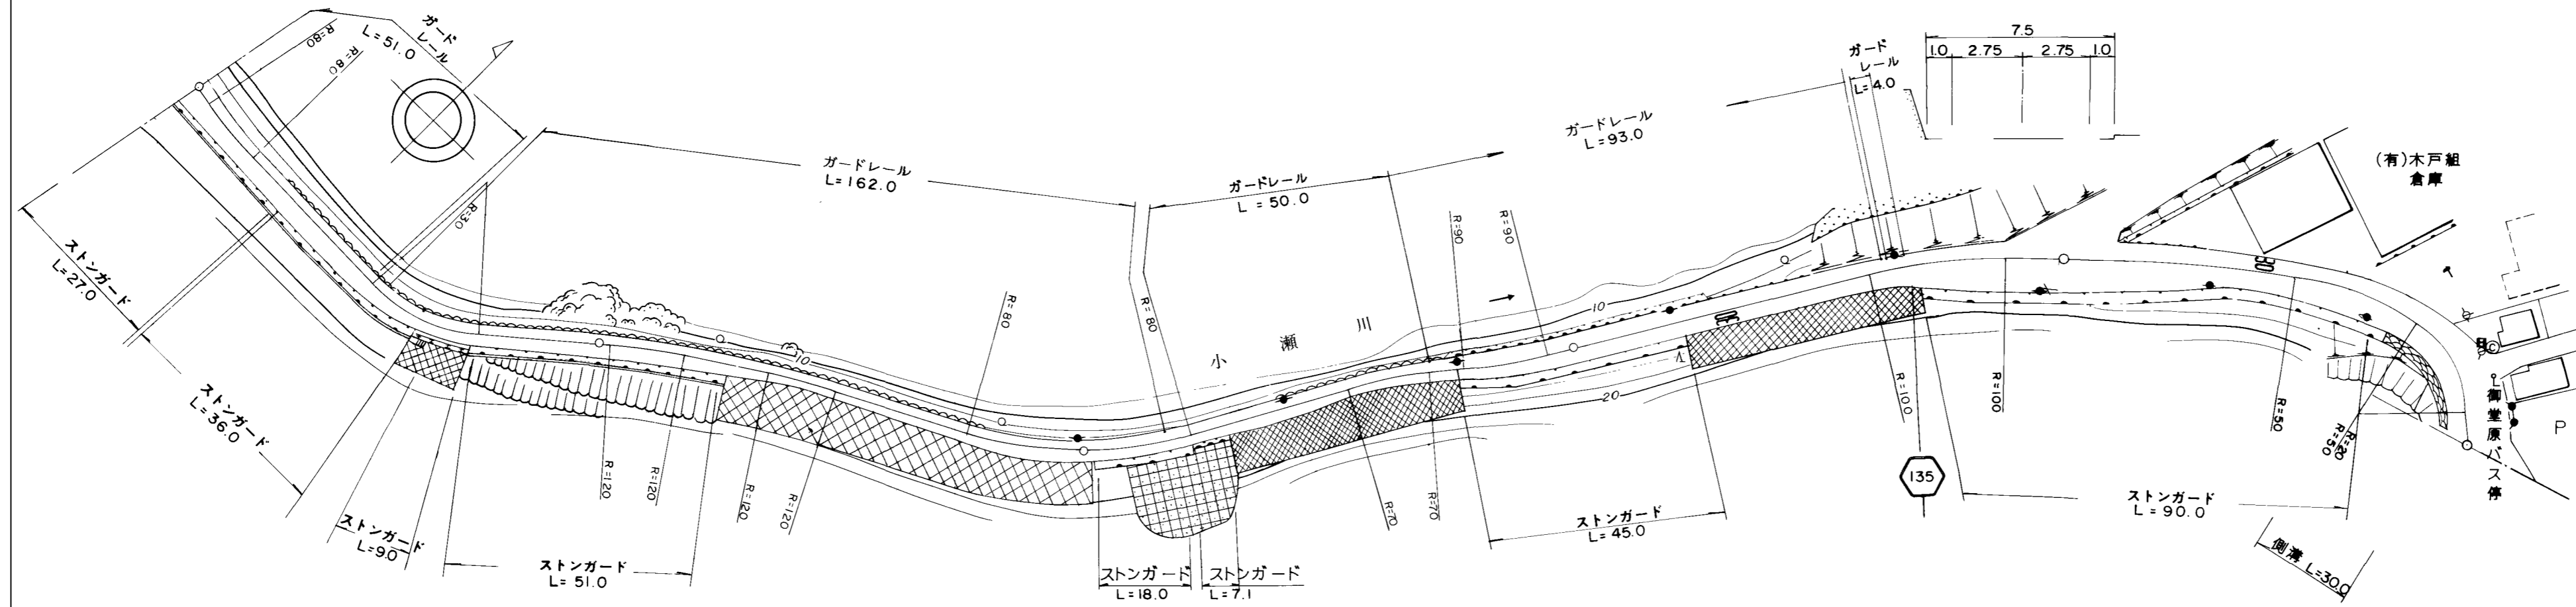 ガード
レール
L=51.0
R=80
R=80
ストンガード
L=27.0
ストンガード
L=36.0
ストンガード
L=9.0
ストンガード
L= 51.0
R=30
ガードレール
L=162.0
10
R=120
R=120
R=120
R=120
R=80
R=80
ガードレール
L = 50.0
小瀬川
ストンガード
L=18.0
ストンガード
L=7.1
R=90
R=90
R=70
R=70
ガードレール
L=93.0
10
20
ストンガード
L= 45.0
ガード
レール
L=4.0
7.5
1.0 2.75 2.75 1.0
30
R=100
R=100
135
ストンガード
L= 90.0
側溝 L=30.0
30
R=50
R=20
R=50
(有)木戸組
倉庫
御堂原バス停
P